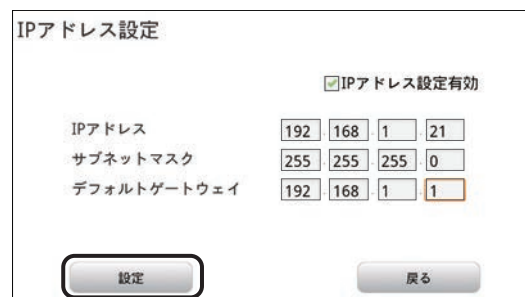 IPアドレス設定
IPアドレス設定有効
IPアドレス 192.168.1.21
サブネットマスク 255.255.255.0
デフォルトゲートウェイ 192.168.1.1
設定 戻る